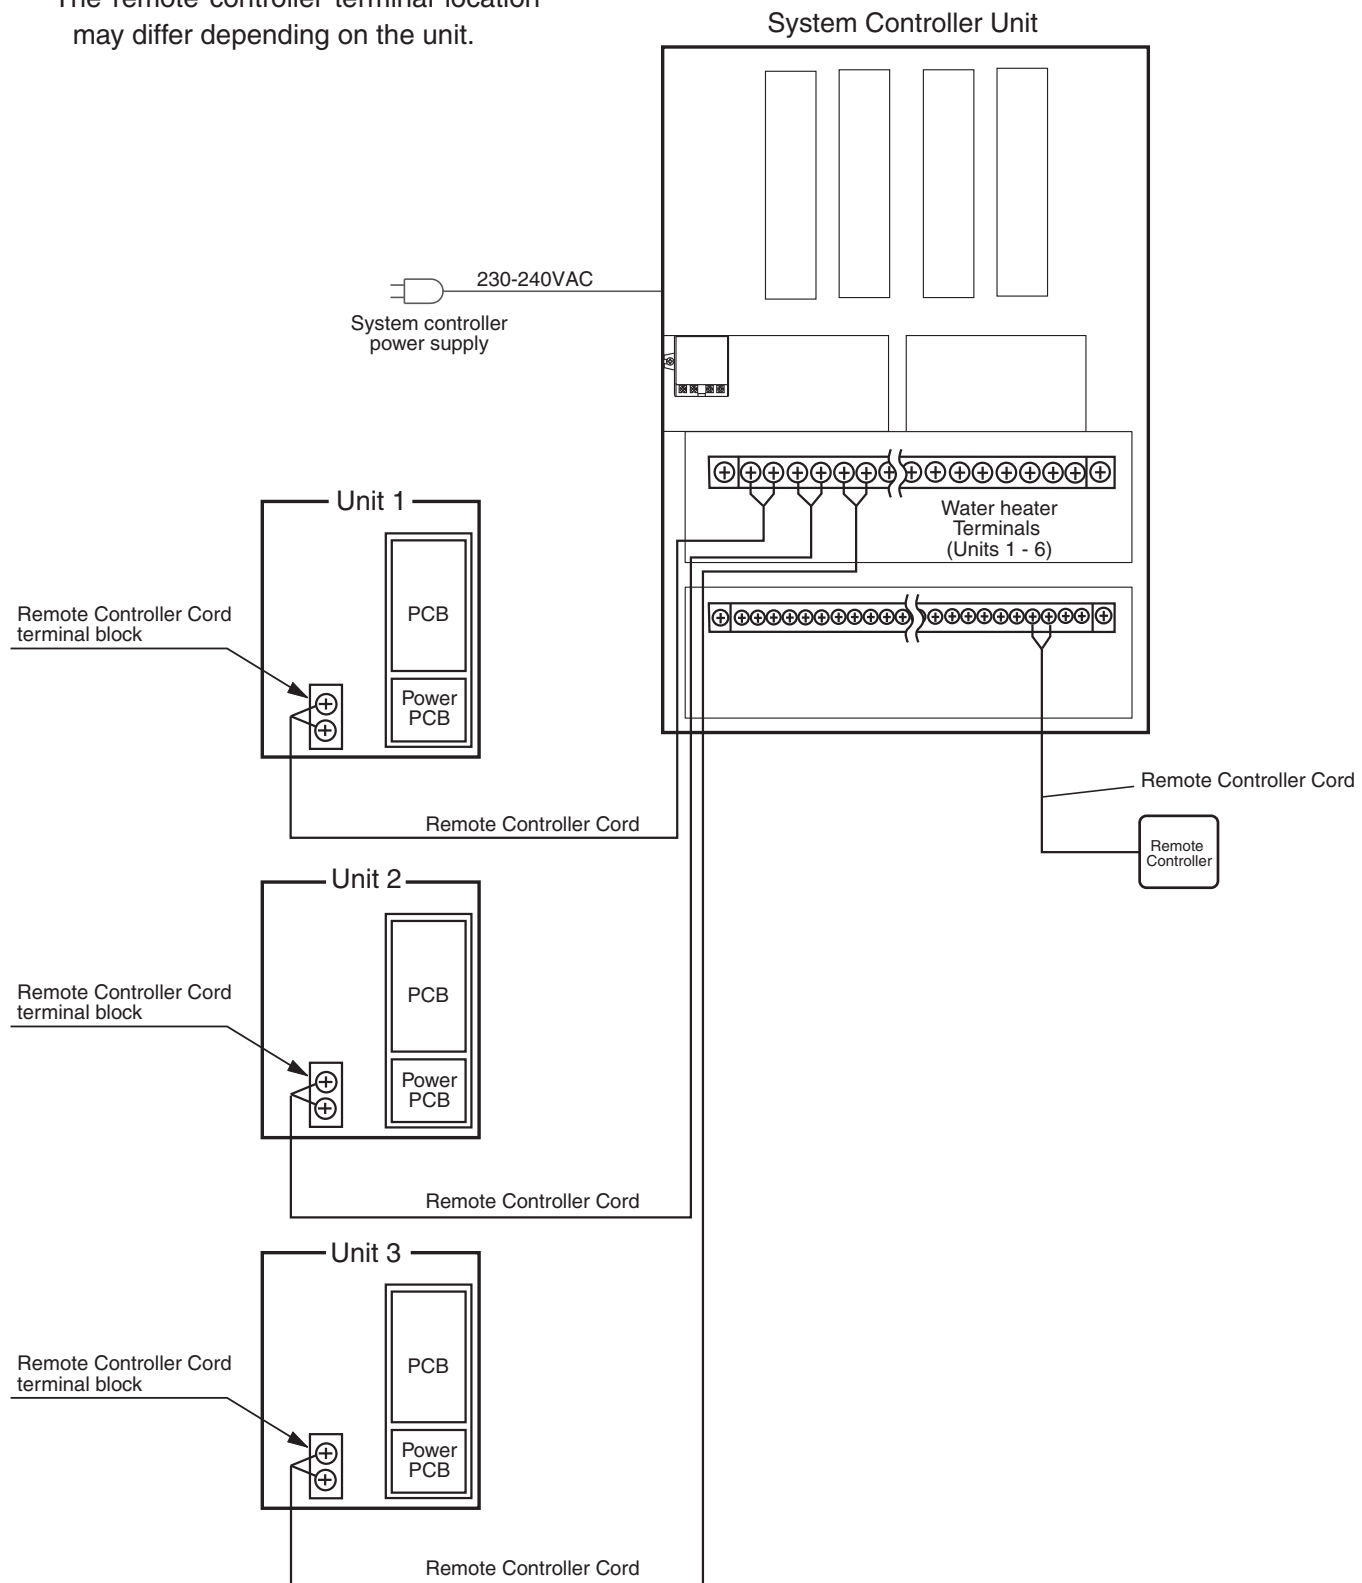 The remote controller terminal location
may differ depending on the unit.
System Controller Unit
230-240VAC
System controller
power supply
Water heater
Terminals
(Units 1 - 6)
Unit 1
PCB
Power
PCB
Remote Controller Cord
terminal block
Remote Controller Cord
Remote Controller Cord
Remote
Controller
Unit 2
PCB
Power
PCB
Remote Controller Cord
terminal block
Remote Controller Cord
Unit 3
PCB
Power
PCB
Remote Controller Cord
terminal block
Remote Controller Cord